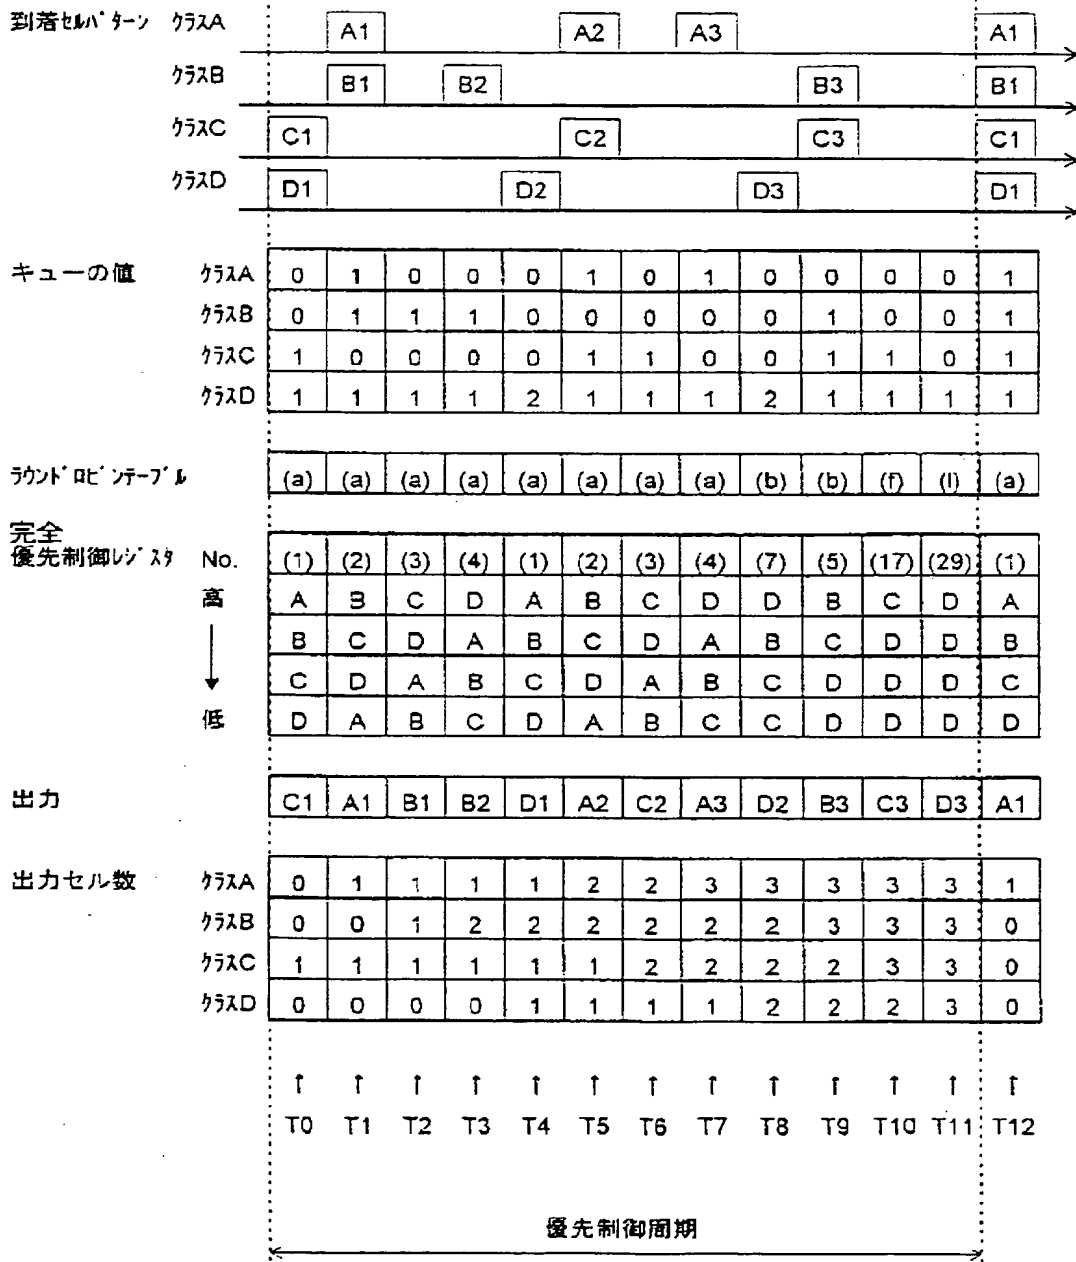 到着セルパターン クラスA A1 A2 A3 A1
クラスB B1 B2 B3 B1
クラスC C1 C2 C3 C1
クラスD D1 D2 D3 D1
キューの値 クラスA 0 1 0 0 0 1 0 1 0 0 0 0 1
クラスB 0 1 1 1 0 0 0 0 0 1 0 0 1
クラスC 1 0 0 0 0 1 1 0 0 1 1 0 1
クラスD 1 1 1 1 2 1 1 1 2 1 1 1 1
ラウンドロビンテーブル (a) (a) (a) (a) (a) (a) (a) (a) (b) (b) (f) (l) (a)
完全
優先制御レジスタ No. (1) (2) (3) (4) (1) (2) (3) (4) (7) (5) (17) (29) (1)
高 A B C D A B C D D B C D A
B C D A B C D A B C D D B
C D A B C D A B C D D D C
低 D A B C D A B C C D D D D
出力 C1 A1 B1 B2 D1 A2 C2 A3 D2 B3 C3 D3 A1
出力セル数 クラスA 0 1 1 1 1 2 2 3 3 3 3 3 1
クラスB 0 0 1 2 2 2 2 2 2 3 3 3 0
クラスC 1 1 1 1 1 1 2 2 2 2 3 3 0
クラスD 0 0 0 0 1 1 1 1 2 2 2 3 0
↑ ↑ ↑ ↑ ↑ ↑ ↑ ↑ ↑ ↑ ↑ ↑ ↑
T0 T1 T2 T3 T4 T5 T6 T7 T8 T9 T10 T11 T12
優先制御周期